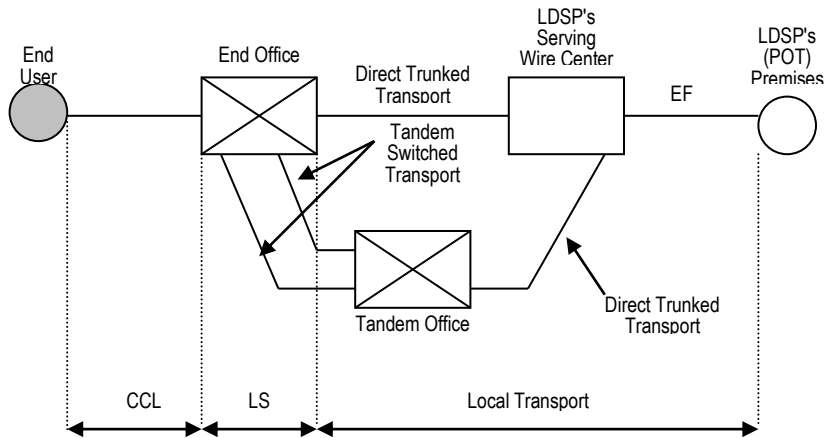 End
User
End Office
Direct Trunked
Transport
LDSP's
Serving
Wire Center
EF
LDSP's
(POT)
Premises
Tandem
Switched
Transport
Tandem Office
Direct Trunked
Transport
CCL
LS
Local Transport